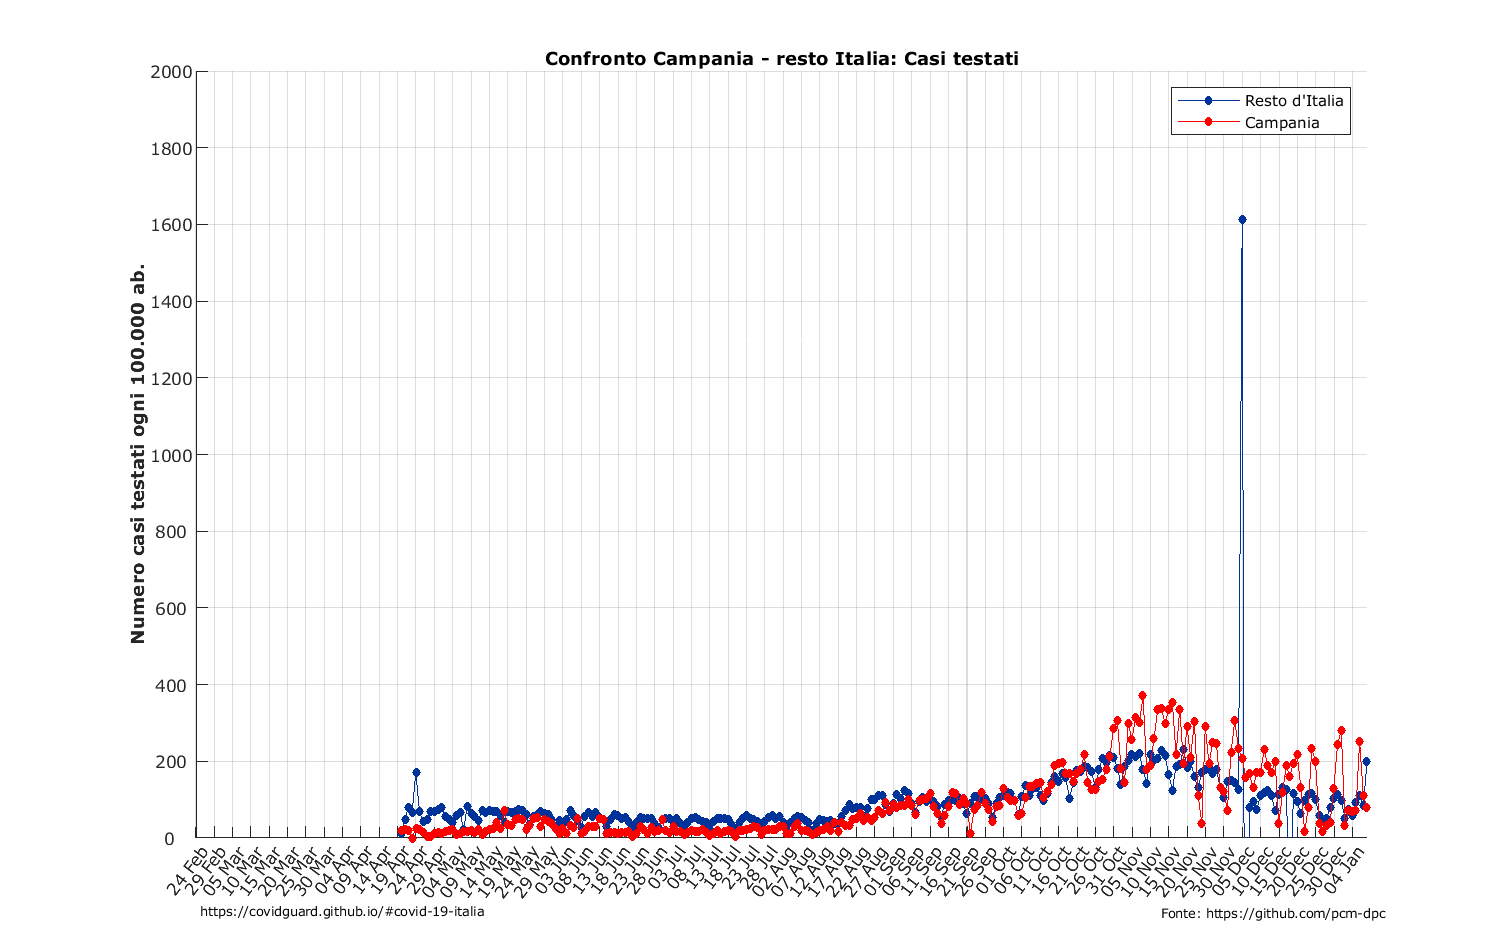 Confronto Campania - resto Italia: Casi testati
Resto d'Italia
Campania
Numero casi testati ogni 100.000 ab.
2000
1800
1600
1400
1200
1000
800
600
400
200
0
24 Feb
29 Feb
05 Mar
10 Mar
15 Mar
20 Mar
25 Mar
30 Mar
04 Apr
09 Apr
14 Apr
19 Apr
24 Apr
29 Apr
04 May
09 May
14 May
19 May
24 May
29 May
03 Jun
08 Jun
13 Jun
18 Jun
23 Jun
28 Jun
03 Jul
08 Jul
13 Jul
18 Jul
23 Jul
28 Jul
02 Aug
07 Aug
12 Aug
17 Aug
22 Aug
27 Aug
01 Sep
06 Sep
11 Sep
16 Sep
21 Sep
26 Sep
01 Oct
06 Oct
11 Oct
16 Oct
21 Oct
26 Oct
31 Oct
05 Nov
10 Nov
15 Nov
20 Nov
25 Nov
30 Nov
05 Dec
10 Dec
15 Dec
20 Dec
25 Dec
30 Dec
04 Jan
https://covidguard.github.io/#covid-19-italia
Fonte: https://github.com/pcm-dpc